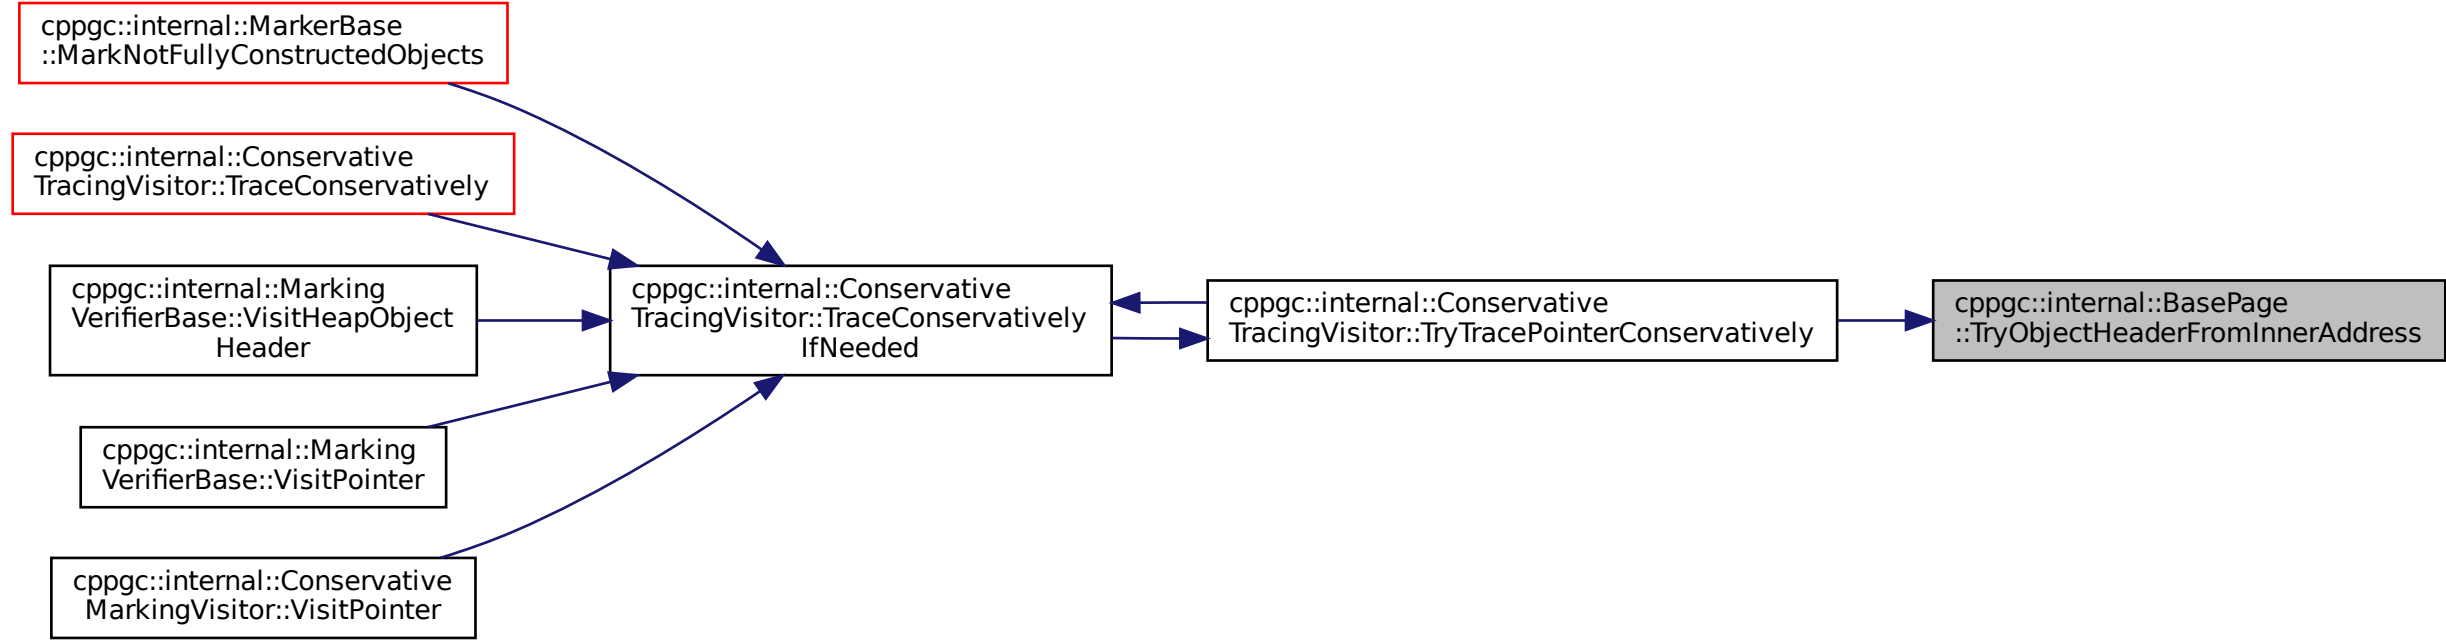 cppgc::internal::MarkerBase
::MarkNotFullyConstructedObjects
cppgc::internal::Conservative
TracingVisitor::TraceConservatively
cppgc::internal::Marking
VerifierBase::VisitHeapObject
Header
cppgc::internal::Marking
VerifierBase::VisitPointer
cppgc::internal::Conservative
MarkingVisitor::VisitPointer
cppgc::internal::Conservative
TracingVisitor::TraceConservatively
IfNeeded
cppgc::internal::Conservative
TracingVisitor::TryTracePointerConservatively
cppgc::internal::BasePage
::TryObjectHeaderFromInnerAddress